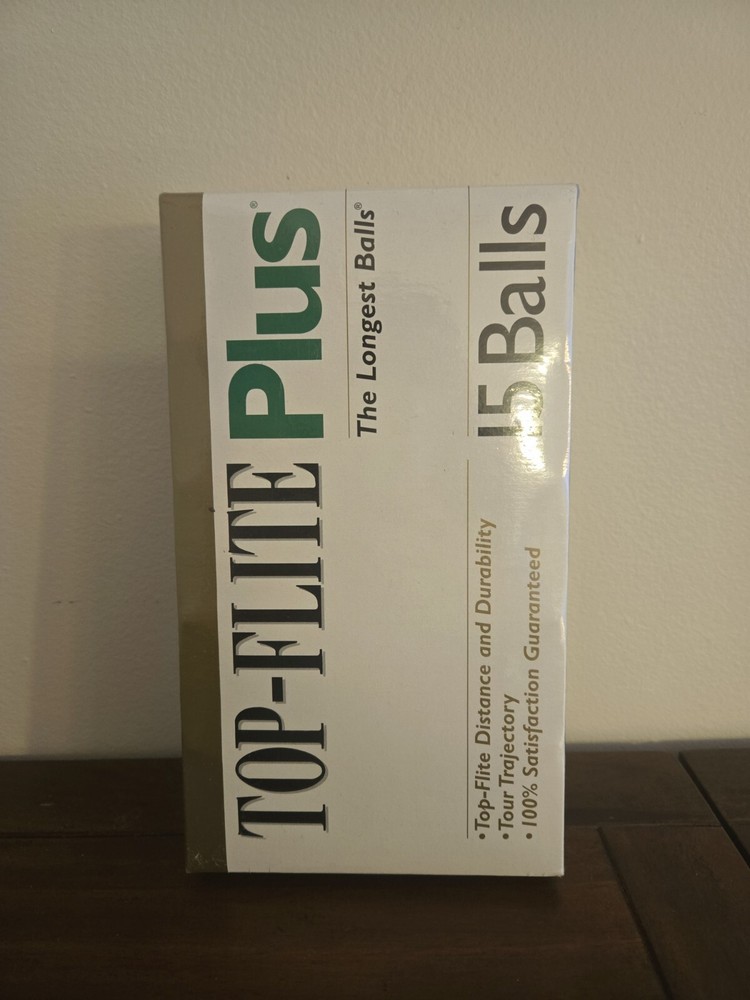 TOP-FLITE Plus®
The Longest Balls®
•Top-Flite Distance and Durability
•Tour Trajectory
•100% Satisfaction Guaranteed
15 Balls